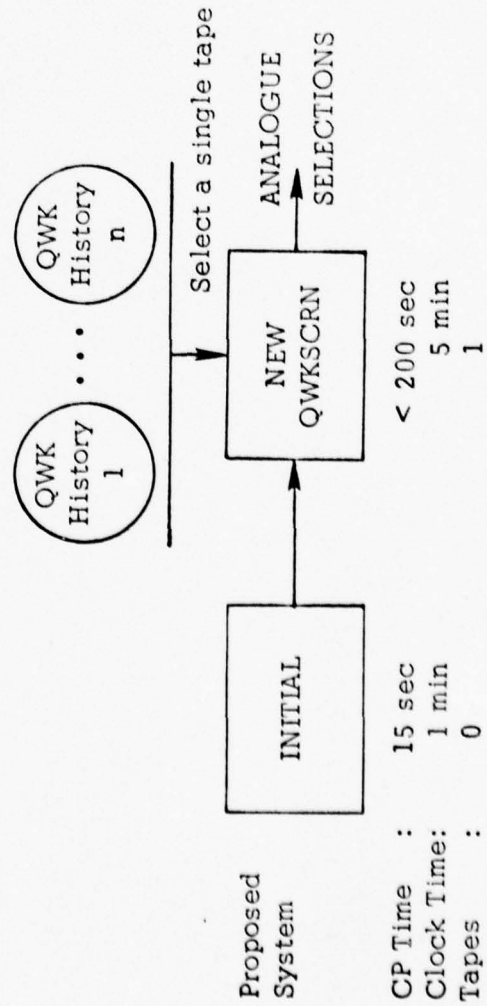 QWK
History
1
. . .
QWK
History
n
Select a single tape
Proposed
System
INITIAL
NEW
QWKSCRN
ANALOGUE
SELECTIONS
CP Time : 15 sec < 200 sec
Clock Time: 1 min 5 min
Tapes : 0 1